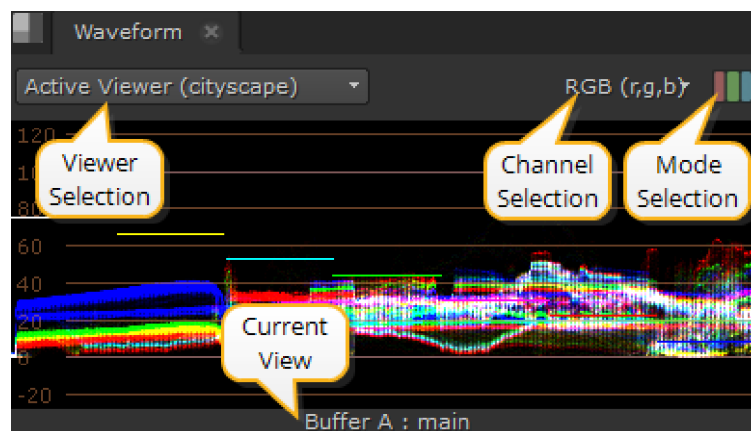 Waveform
Active Viewer (cityscape)
RGB (r,g,b)
120
Viewer
Selection
Channel
Selection
Mode
Selection
80
60
40
20
Current
View
0
-20
Buffer A : main